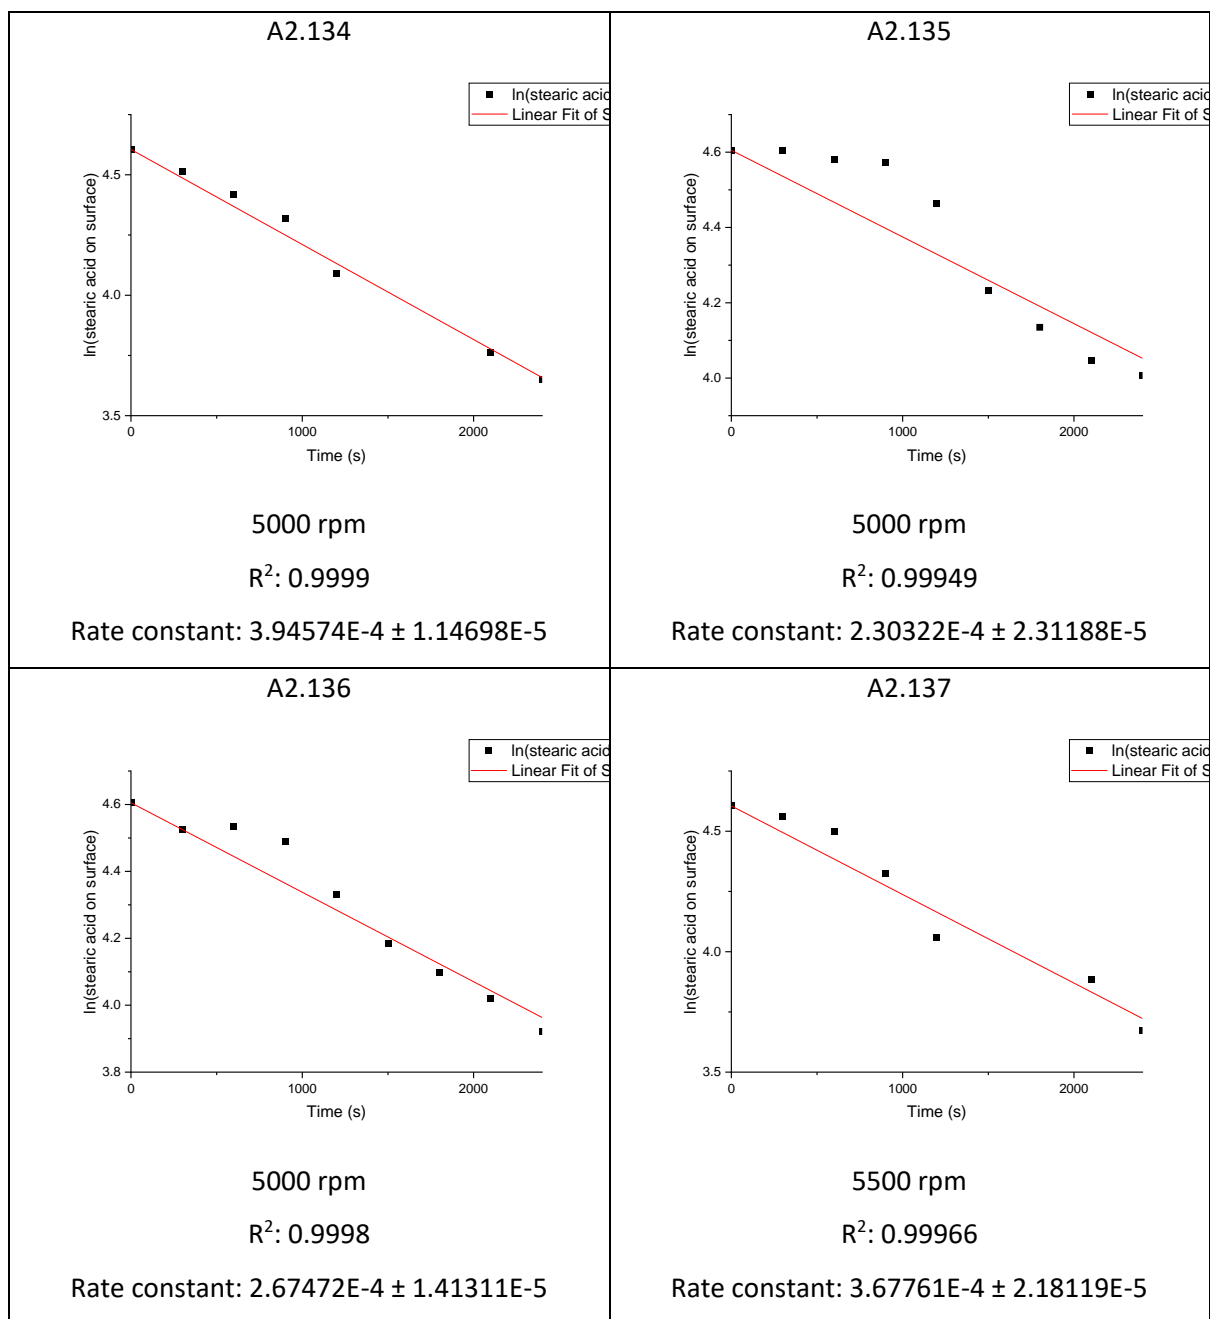 A2.134
ln(stearic acid
Linear Fit of S
4.5
4.0
3.5
0
1000
2000
ln(stearic acid on surface)
Time (s)
5000 rpm
R²: 0.9999
Rate constant: 3.94574E-4 ± 1.14698E-5
A2.135
ln(stearic acid
Linear Fit of S
4.6
4.4
4.2
4.0
0
1000
2000
ln(stearic acid on surface)
Time (s)
5000 rpm
R²: 0.99949
Rate constant: 2.30322E-4 ± 2.31188E-5
A2.136
ln(stearic acid
Linear Fit of S
4.6
4.4
4.2
4.0
3.8
0
1000
2000
ln(stearic acid on surface)
Time (s)
5000 rpm
R²: 0.9998
Rate constant: 2.67472E-4 ± 1.41311E-5
A2.137
ln(stearic acid
Linear Fit of S
4.5
4.0
3.5
0
1000
2000
ln(stearic acid on surface)
Time (s)
5500 rpm
R²: 0.99966
Rate constant: 3.67761E-4 ± 2.18119E-5